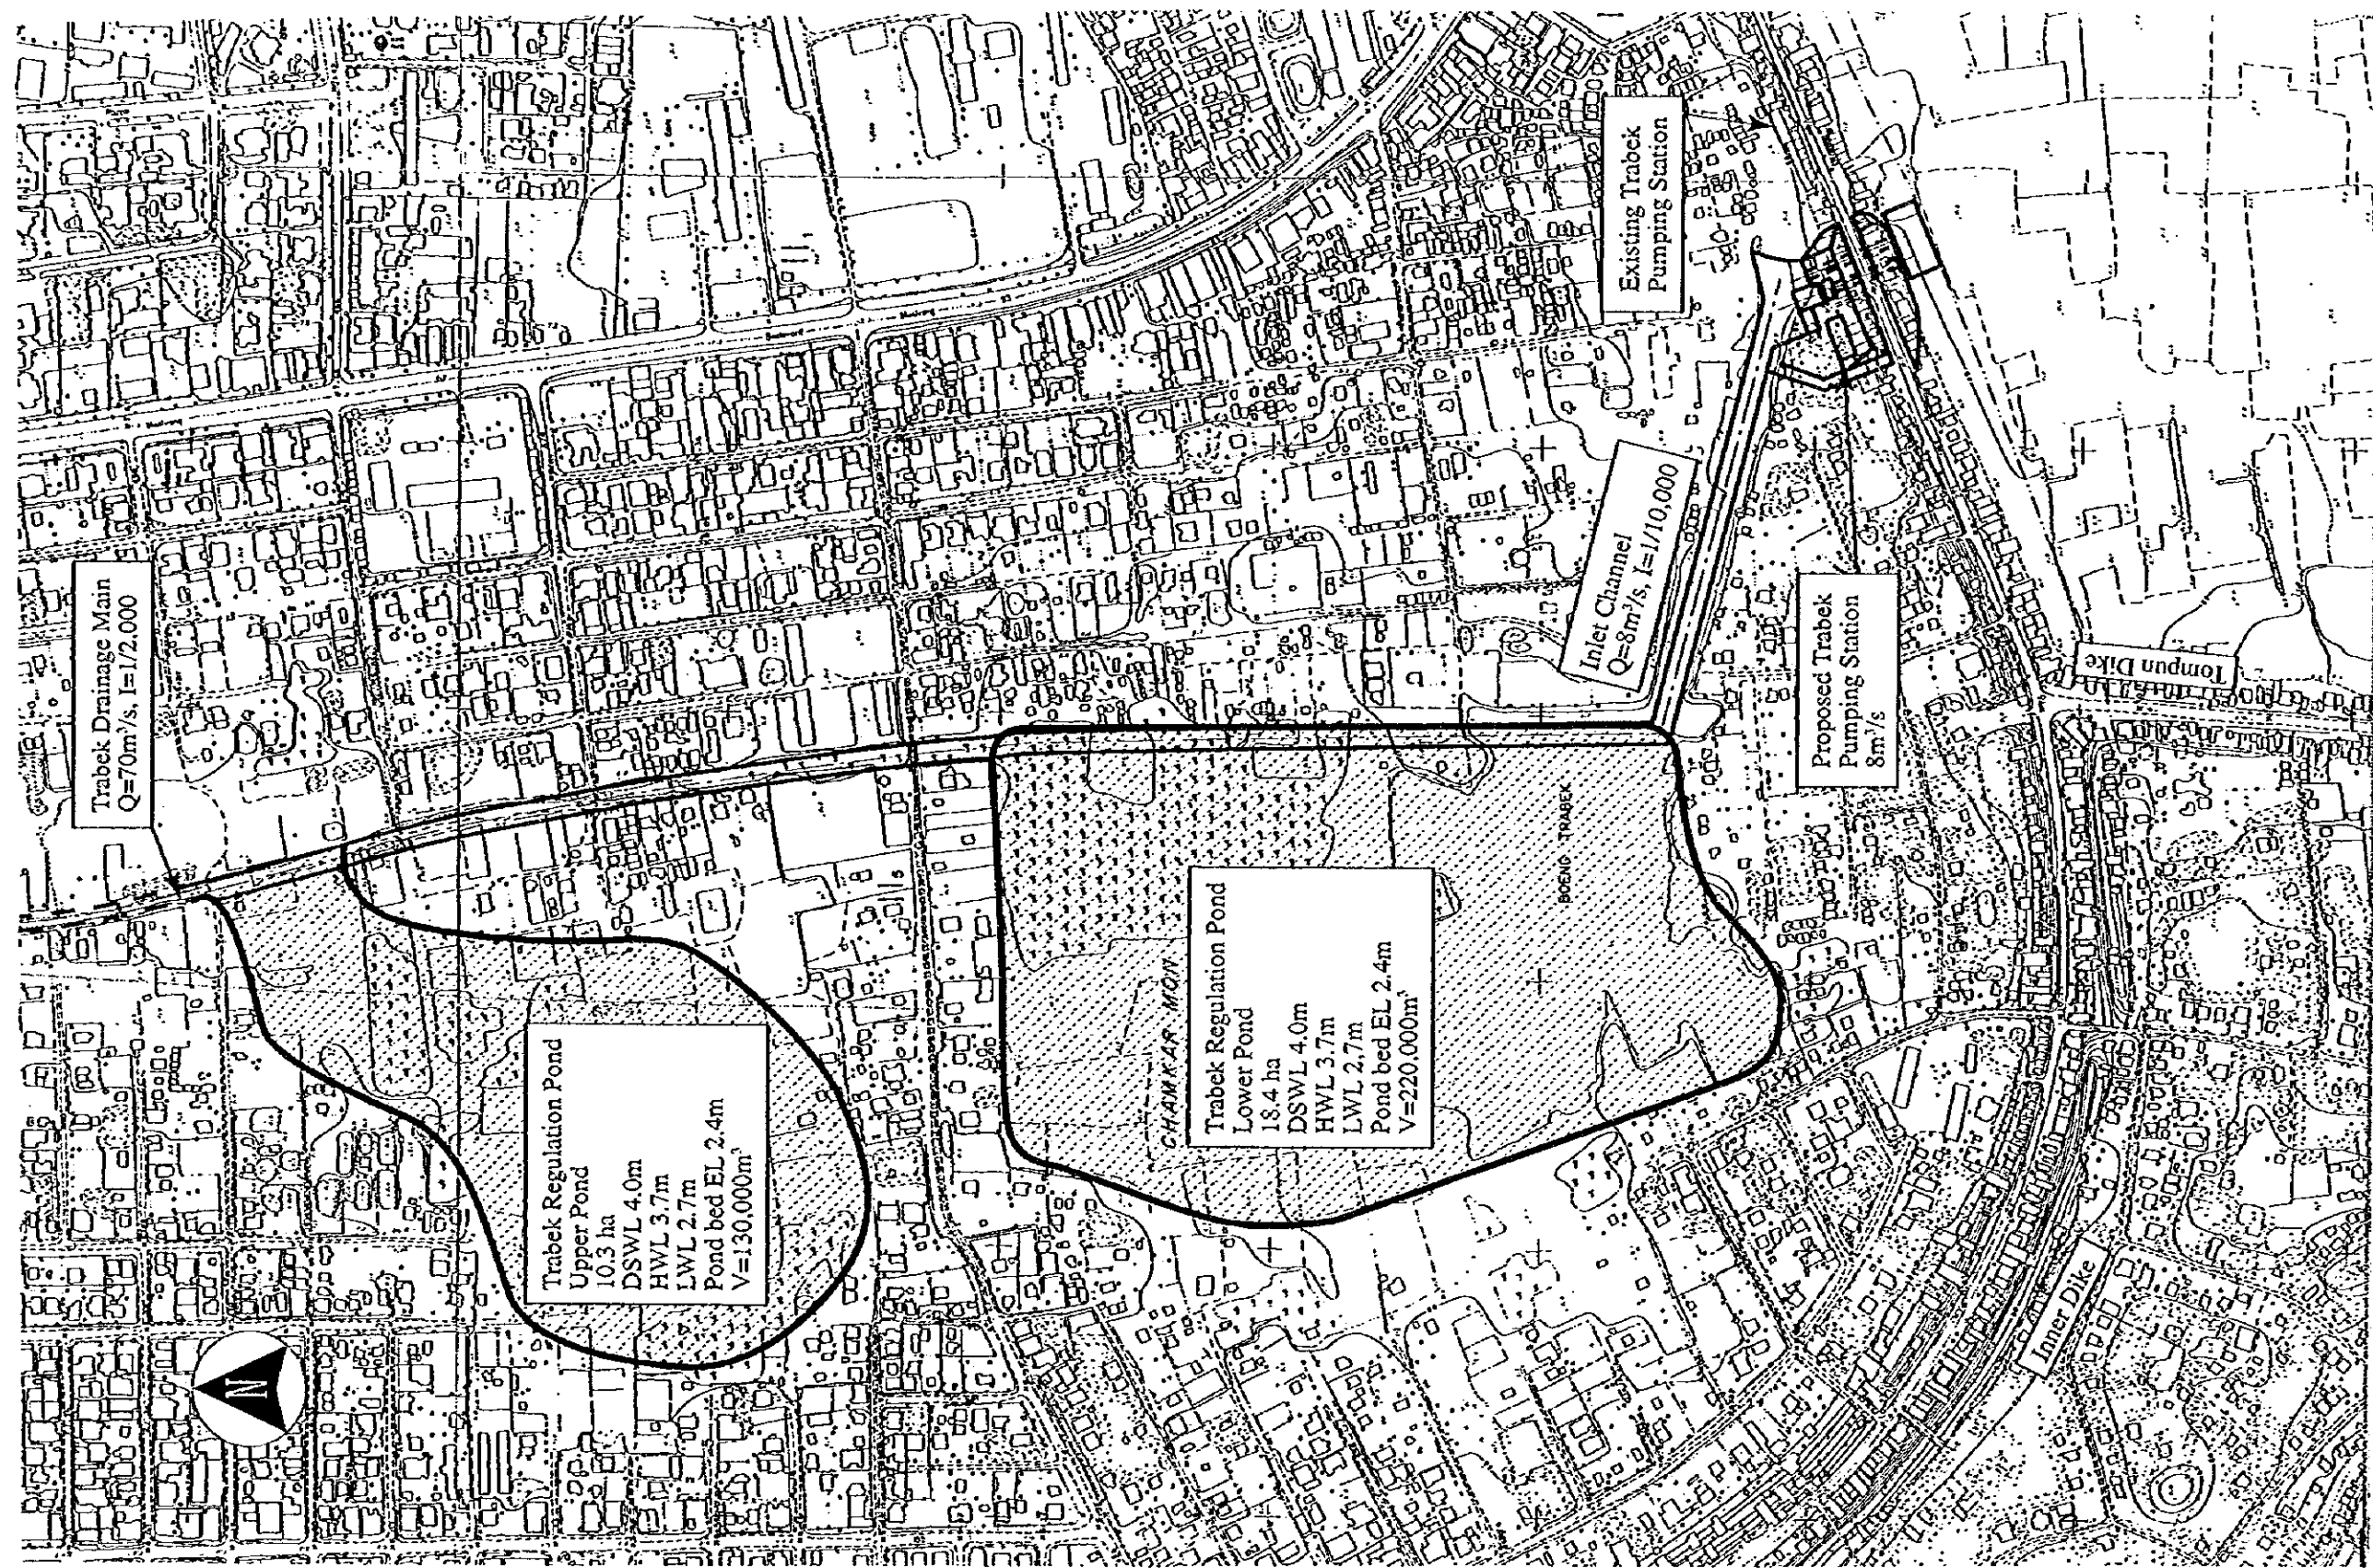 Trabek Drainage Main
Q=70m³/s, I=1/2.000
Existing Trabek
Pumping Station
Inlet Channel
Q=8m³/s, I=1/10,000
Proposed Trabek
Pumping Station
8m³/s
Tompun Dike
BOENG TRABEK
CHAMKAR MON
Trabek Regulation Pond
Upper Pond
10.3 ha
DSWL 4.0m
HWL 3.7m
LWL 2.7m
Pond bed EL 2.4m
V=130,000m³
Trabek Regulation Pond
Lower Pond
18.4 ha
DSWL 4.0m
HWL 3.7m
LWL 2.7m
Pond bed EL 2.4m
V=220,000m³
N
Inner Dike